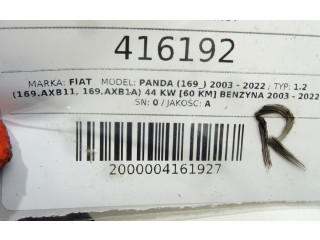 416192
MARKA: FIAT MODEL: PANDA (169_) 2003 - 2022 / TYP: 1.2
(169.AXB11, 169.AXB1A) 44 KW [60 KM] BENZYNA 2003 - 2022
SN: 0 / JAKOŚC: A
R
2000004161927